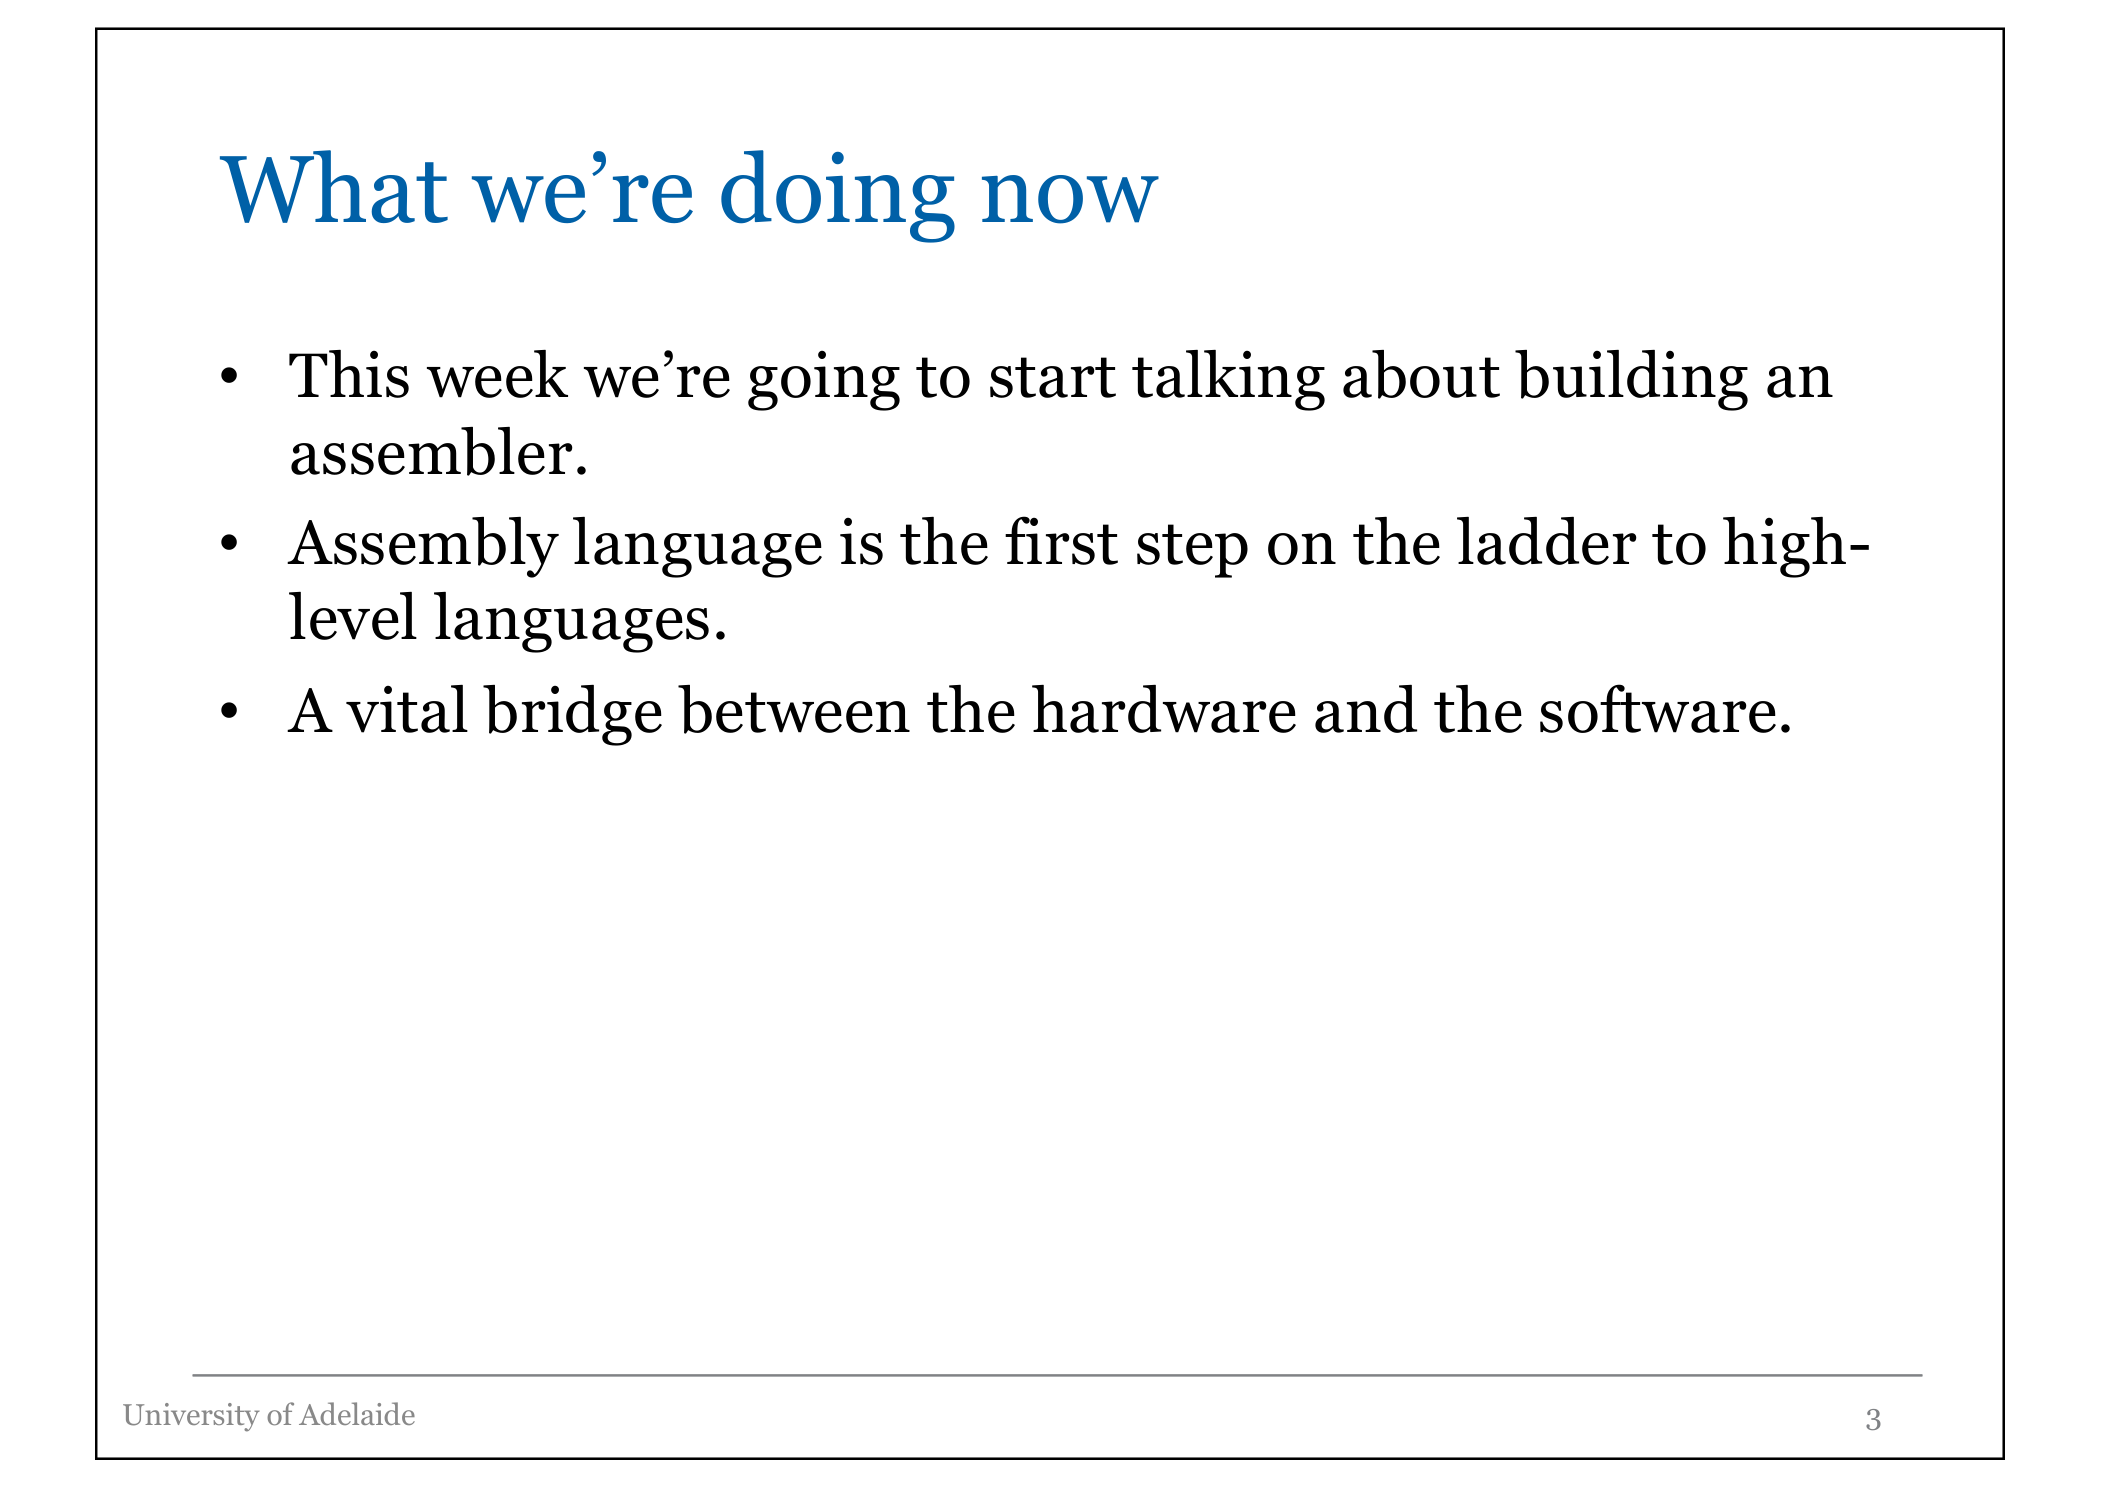 What we’re doing now
• This week we’re going to start talking about building an
assembler.
• Assembly language is the first step on the ladder to high-
level languages.
• A vital bridge between the hardware and the software.
University of Adelaide
3